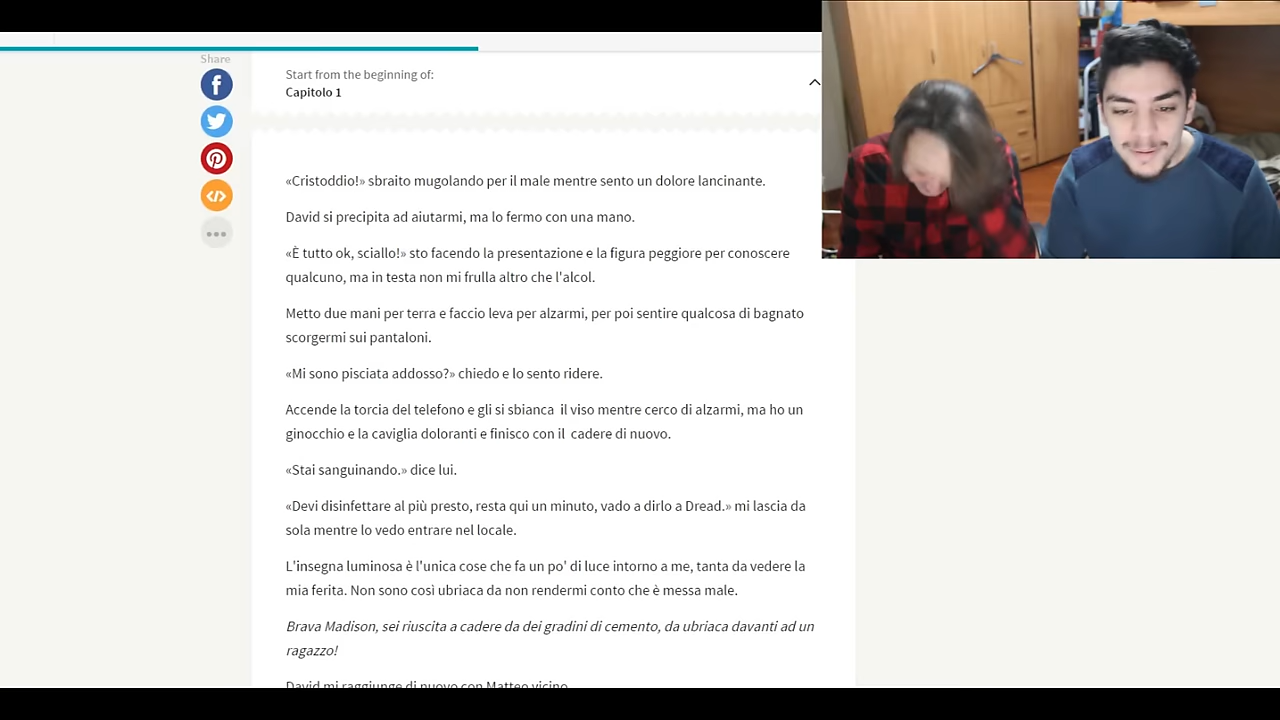 Share
Start from the beginning of:
Capitolo 1
«Cristoddio!» sbraito mugolando per il male mentre sento un dolore lancinante.
David si precipita ad aiutarmi, ma lo fermo con una mano.
«È tutto ok, sciallo!» sto facendo la presentazione e la figura peggiore per conoscere
qualcuno, ma in testa non mi frulla altro che l'alcol.
Metto due mani per terra e faccio leva per alzarmi, per poi sentire qualcosa di bagnato
scorgermi sui pantaloni.
«Mi sono pisciata addosso?» chiedo e lo sento ridere.
Accende la torcia del telefono e gli si sbianca  il viso mentre cerco di alzarmi, ma ho un
ginocchio e la caviglia doloranti e finisco con il  cadere di nuovo.
«Stai sanguinando.» dice lui.
«Devi disinfettare al più presto, resta qui un minuto, vado a dirlo a Dread.» mi lascia da
sola mentre lo vedo entrare nel locale.
L'insegna luminosa è l'unica cose che fa un po' di luce intorno a me, tanta da vedere la
mia ferita. Non sono così ubriaca da non rendermi conto che è messa male.
Brava Madison, sei riuscita a cadere da dei gradini di cemento, da ubriaca davanti ad un
ragazzo!
David mi raggiunge di nuovo con Matteo vicino.